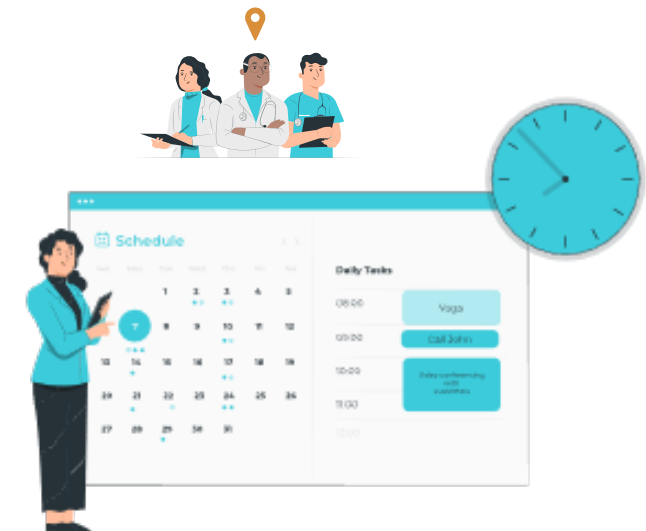 Schedule
Daily Tasks
1 2 3 4 5
7 8 9 10 11 12
13 14 15 16 17 18 19
20 21 22 23 24 25 26
27 28 29 30 31
08:00 Yoga
09:00 Call John
10:00
11:00
12:00